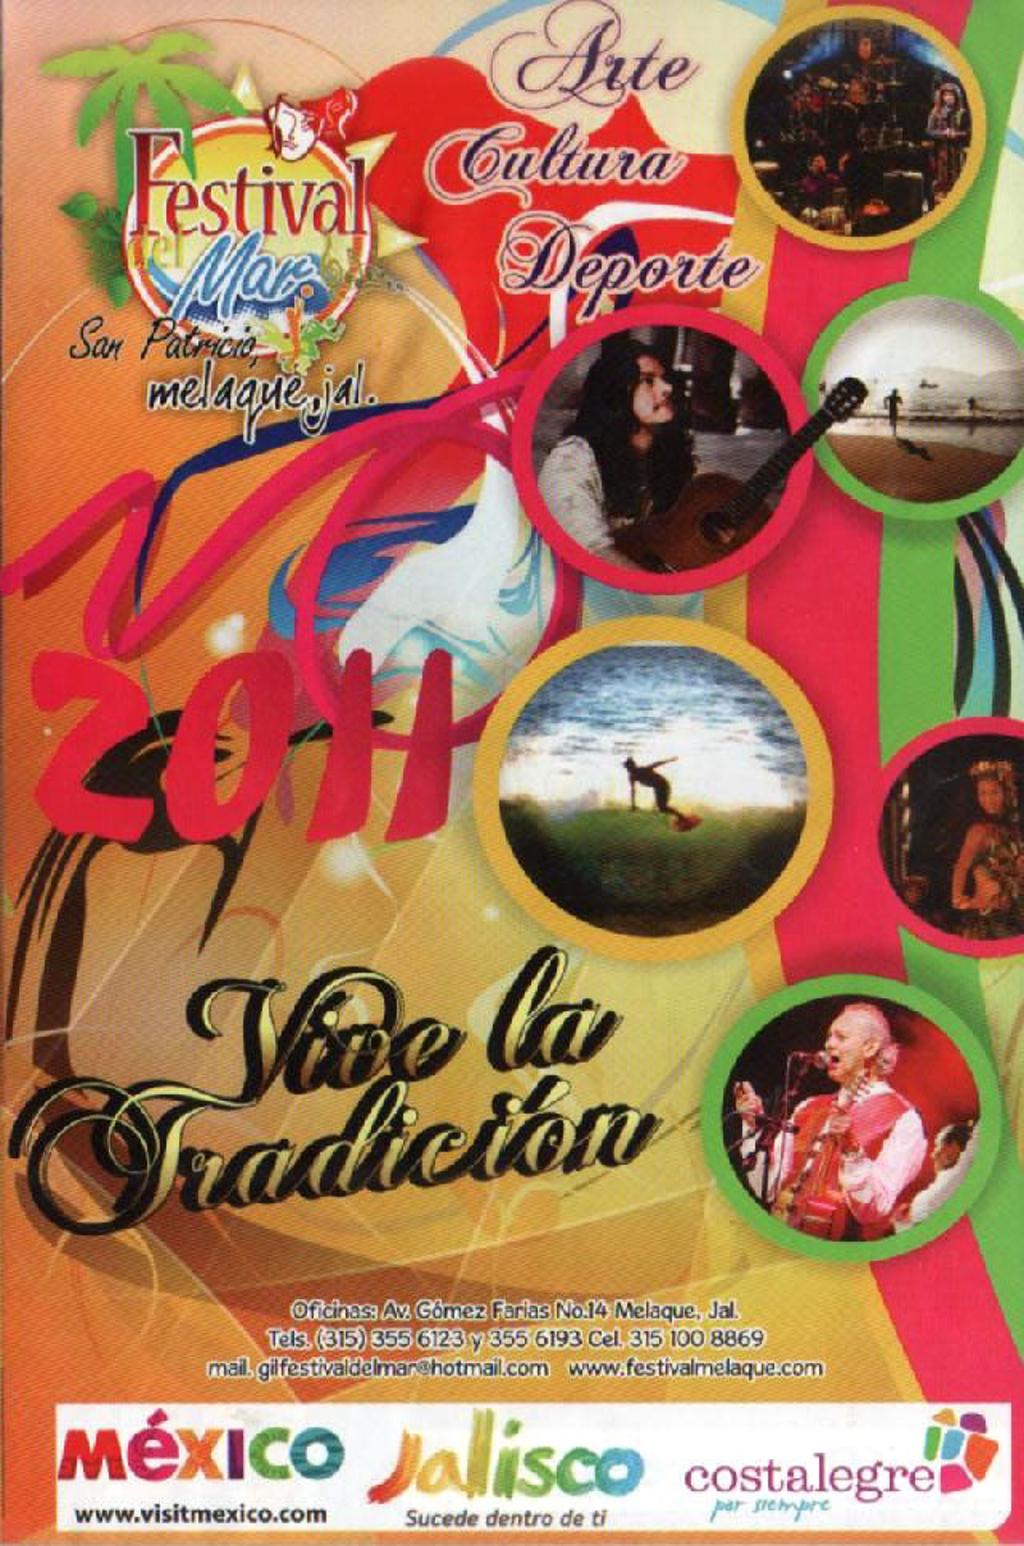 Festival
del
Mar
San Patricio,
melaque, jal.
Arte
Cultura
Deporte
VI
2011
Vive la
Tradición
Oficinas: Av. Gómez Farias No.14 Melaque, Jal.
Tels. (315) 355 6123 y 355 6193 Cel. 315 100 8869
mail. gilfestivaldelmar@hotmail.com www.festivalmelaque.com
méxico
www.visitmexico.com
Jalisco
Sucede dentro de ti
costalegre
por siempre